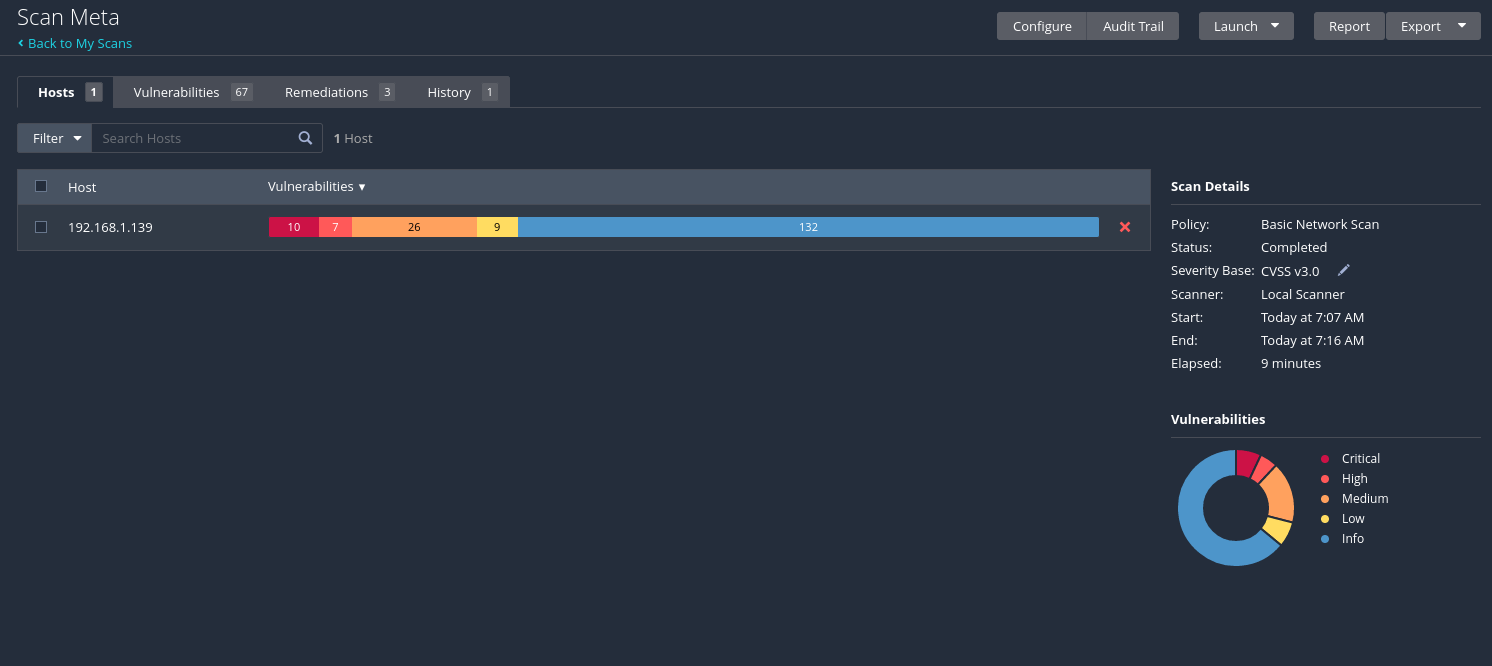 Scan Meta
Back to My Scans
Configure Audit Trail Launch Report Export
Hosts 1 Vulnerabilities 67 Remediations 3 History 1
Filter Search Hosts 1 Host
Host Vulnerabilities ▼
192.168.1.139 10 7 26 9 132
Scan Details
Policy: Basic Network Scan
Status: Completed
Severity Base: CVSS v3.0
Scanner: Local Scanner
Start: Today at 7:07 AM
End: Today at 7:16 AM
Elapsed: 9 minutes
Vulnerabilities
Critical
High
Medium
Low
Info